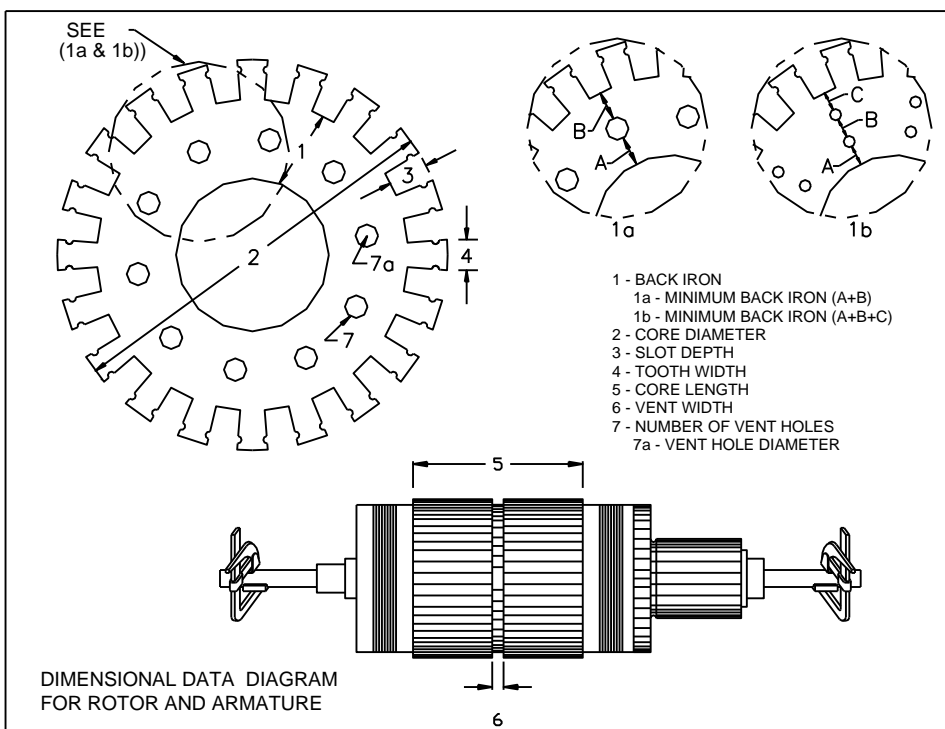 SEE
(1a & 1b))
1
2
3
4
7a
7
B
A
1a
C
B
A
1b
1 - BACK IRON
1a - MINIMUM BACK IRON (A+B)
1b - MINIMUM BACK IRON (A+B+C)
2 - CORE DIAMETER
3 - SLOT DEPTH
4 - TOOTH WIDTH
5 - CORE LENGTH
6 - VENT WIDTH
7 - NUMBER OF VENT HOLES
7a - VENT HOLE DIAMETER
5
6
DIMENSIONAL DATA DIAGRAM
FOR ROTOR AND ARMATURE